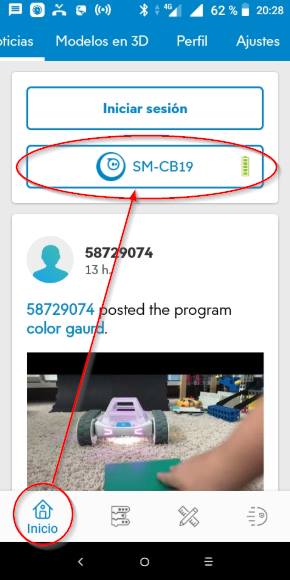 4G 62 % 20:28
oticias Modelos en 3D Perfil Ajustes
Iniciar sesión
SM-CB19
58729074
13 h.
58729074 posted the program
color gaurd.
Inicio